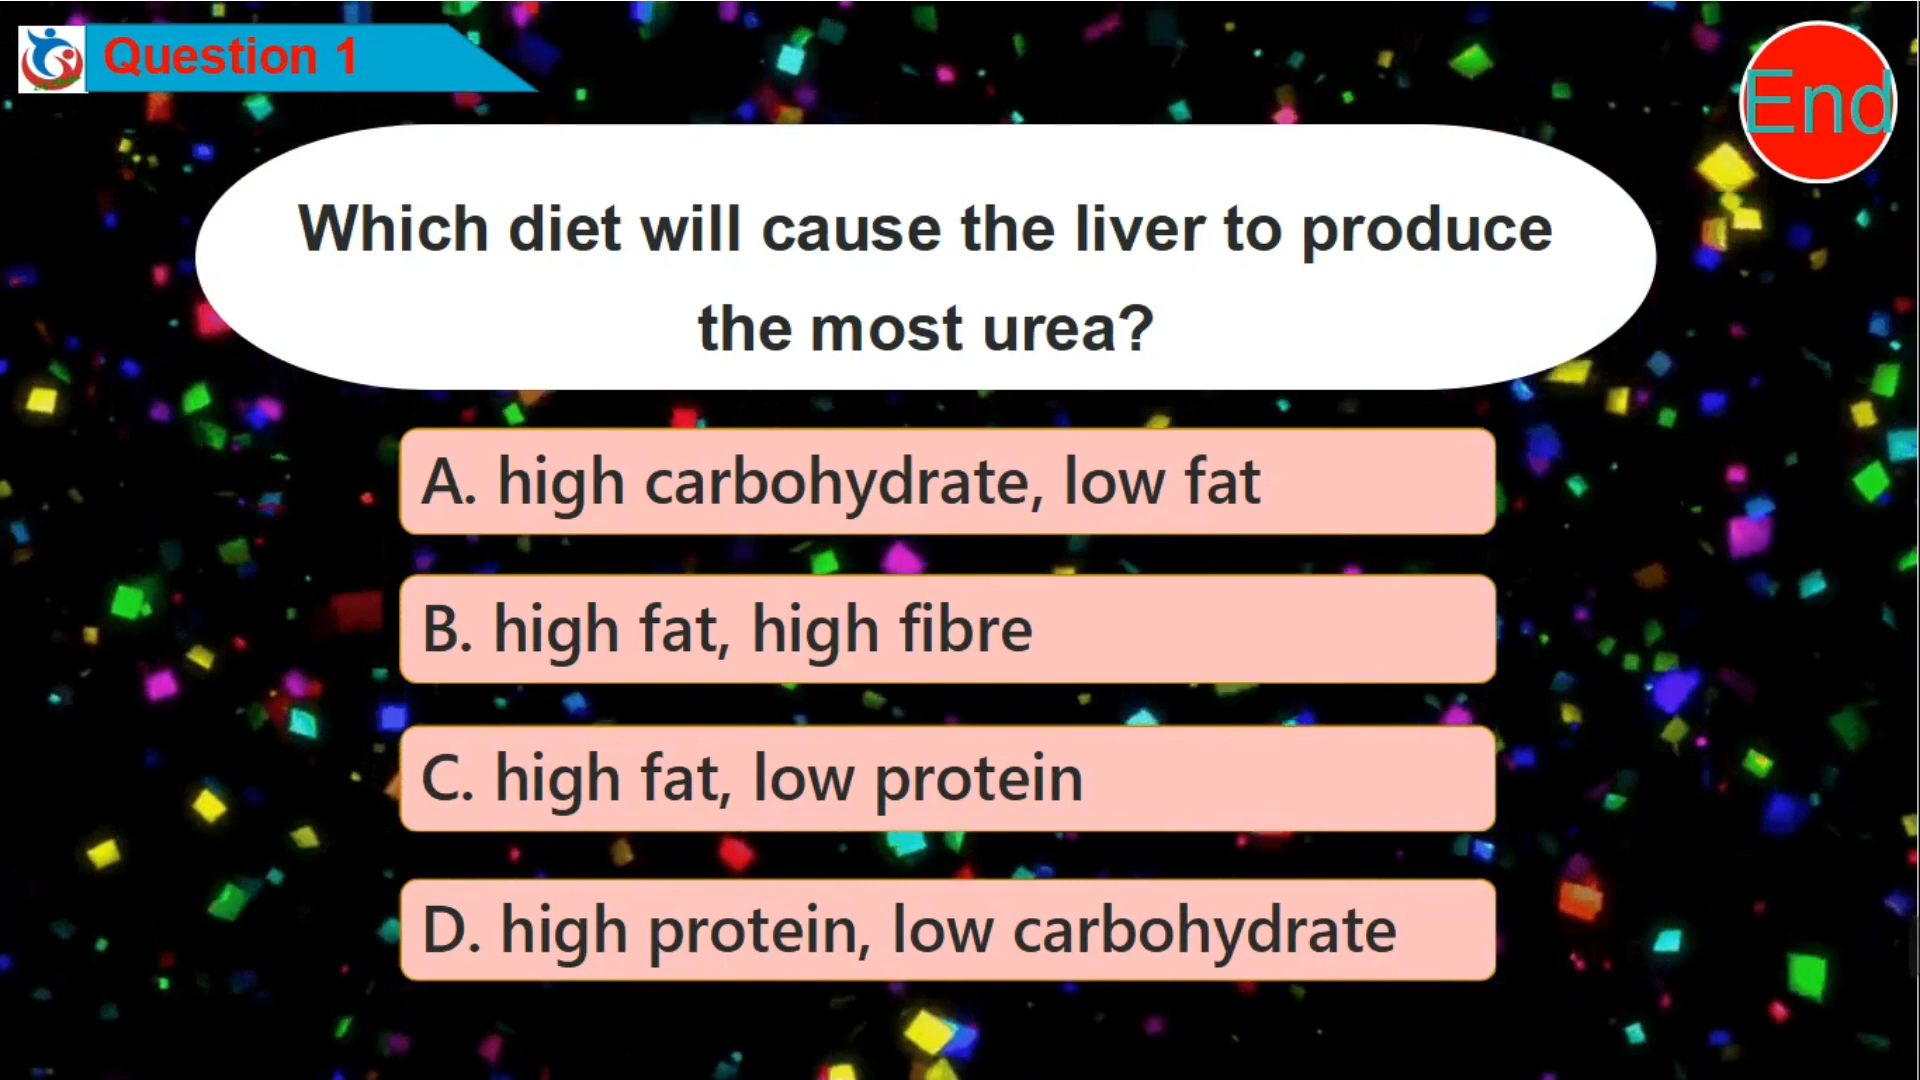 Question 1
End
Which diet will cause the liver to produce
the most urea?
A. high carbohydrate, low fat
B. high fat, high fibre
C. high fat, low protein
D. high protein, low carbohydrate